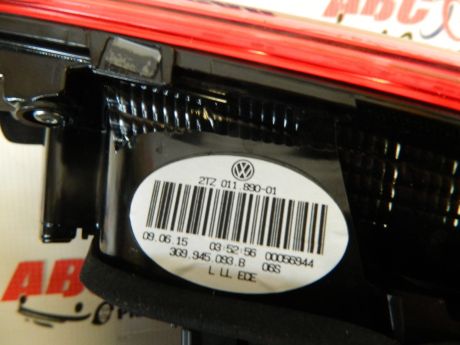 ABC
2TZ 011.890-01
09.06.15 03:52:56 00056944
3G9.945.093.B 06S
L LL ECE